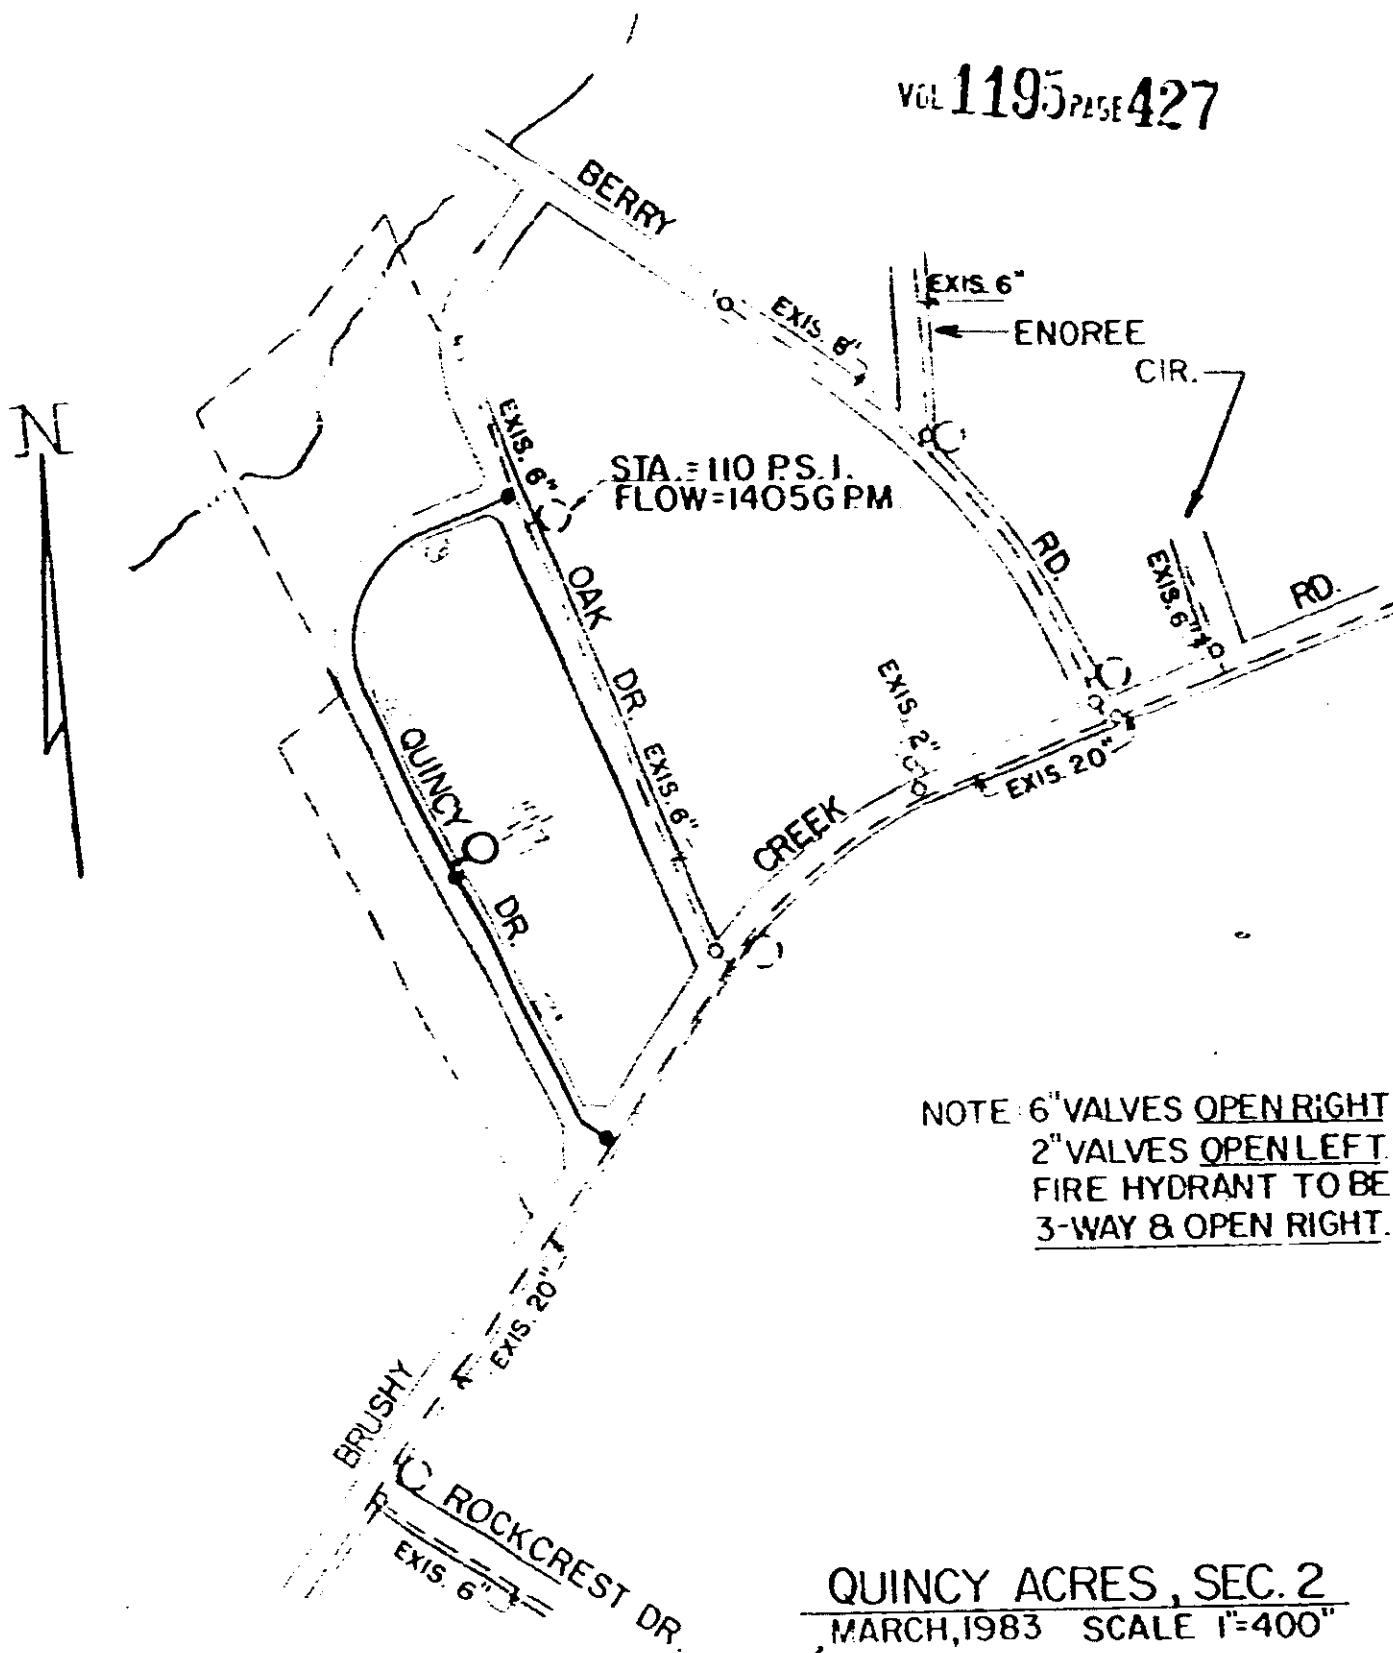 VOL 1195 PAGE 427
BERRY
EXIS. 8"
EXIS. 6"
ENOREE
CIR.
N
EXIS. 6"
STA. = 110 P.S.I.
FLOW = 1405 GPM
OAK
DR.
EXIS. 6"
RD.
EXIS. 6"
RD.
EXIS. 2"
EXIS. 20"
CREEK
QUINCY
DR.
NOTE: 6" VALVES OPEN RIGHT
2" VALVES OPEN LEFT.
FIRE HYDRANT TO BE
3-WAY & OPEN RIGHT.
EXIS. 20"
BRUSHY
ROCKCREST DR.
EXIS. 6"
QUINCY ACRES, SEC. 2
MARCH, 1983 SCALE 1"=400"